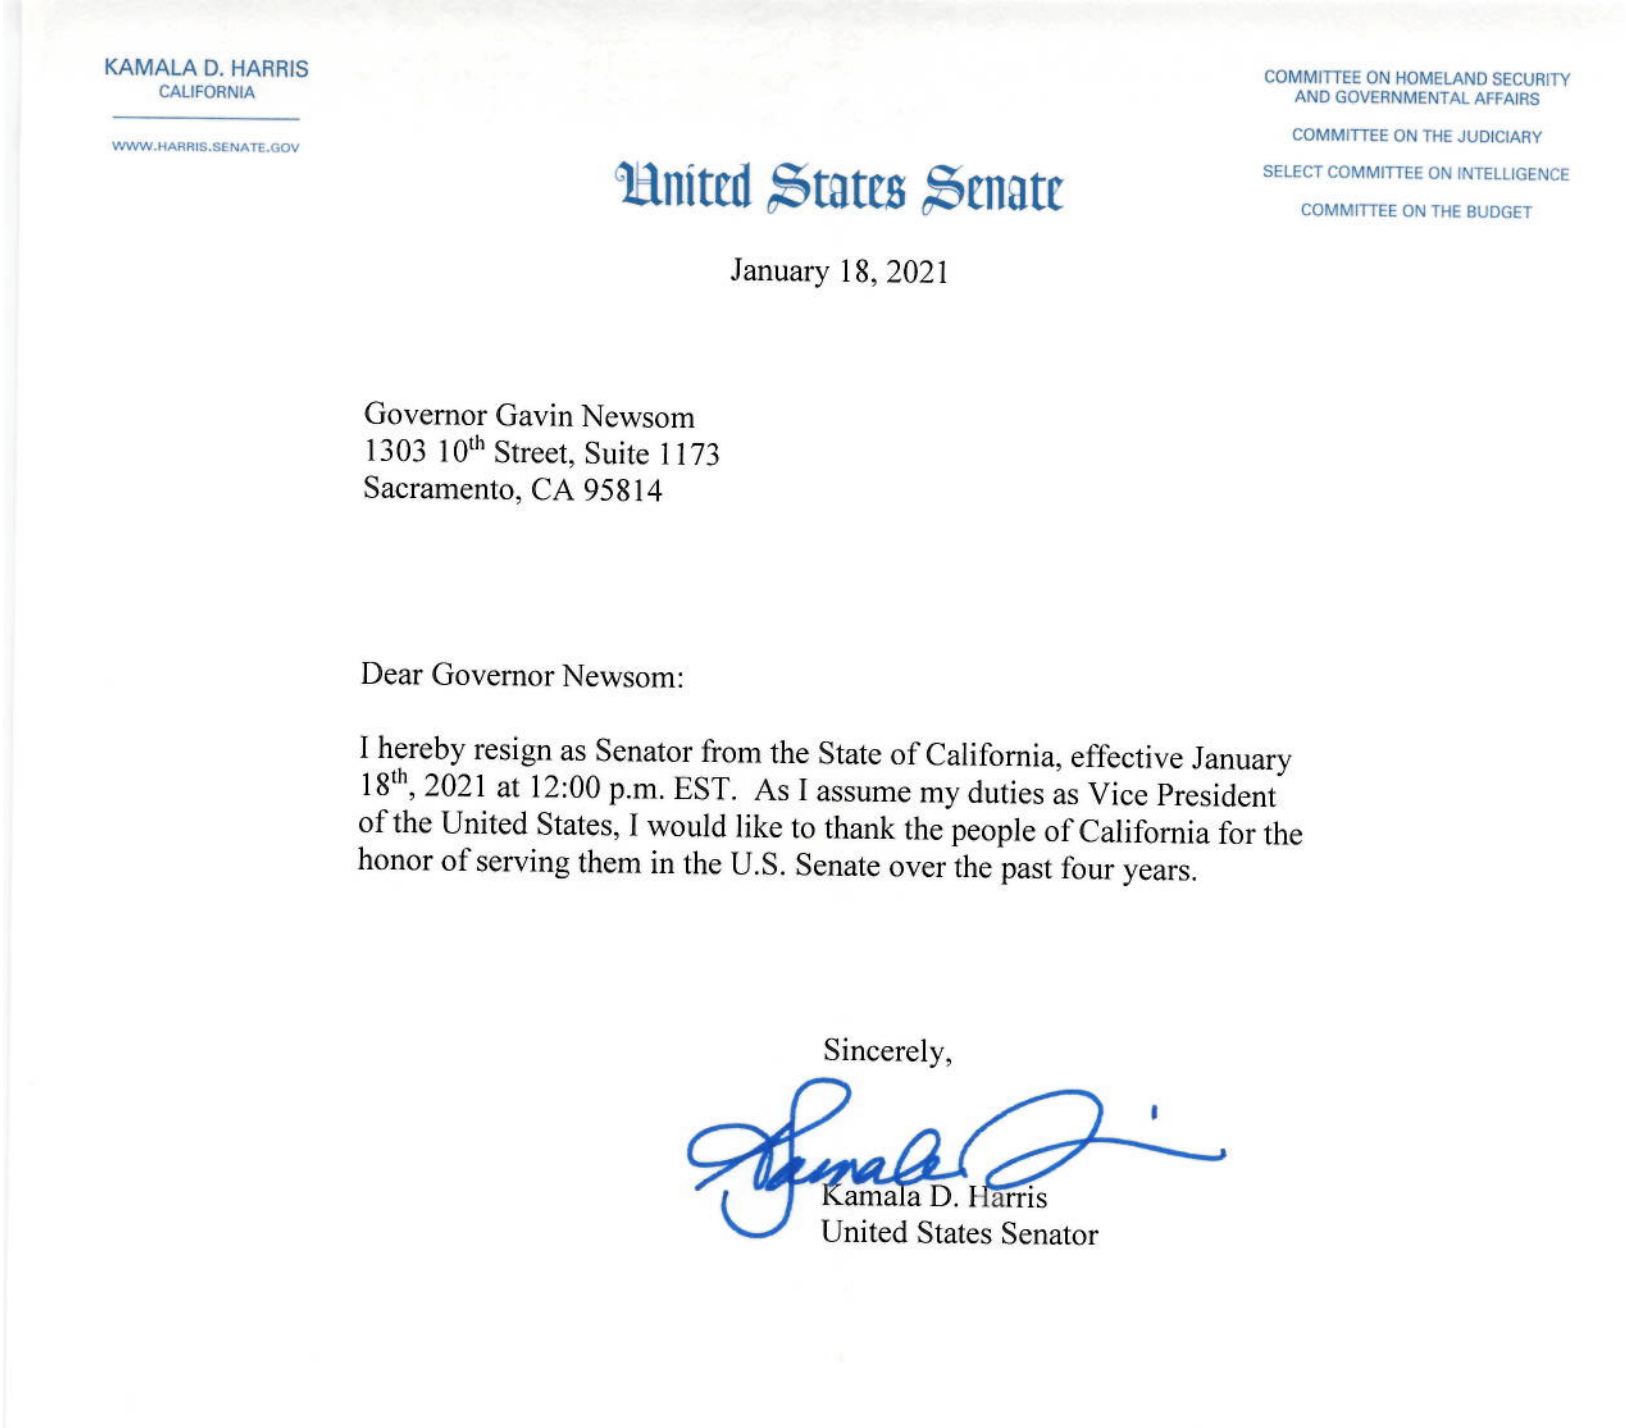 KAMALA D. HARRIS
CALIFORNIA
WWW.HARRIS.SENATE.GOV
COMMITTEE ON HOMELAND SECURITY
AND GOVERNMENTAL AFFAIRS
COMMITTEE ON THE JUDICIARY
SELECT COMMITTEE ON INTELLIGENCE
COMMITTEE ON THE BUDGET
United States Senate
January 18, 2021
Governor Gavin Newsom
1303 10th Street, Suite 1173
Sacramento, CA 95814
Dear Governor Newsom:
I hereby resign as Senator from the State of California, effective January
18th, 2021 at 12:00 p.m. EST. As I assume my duties as Vice President
of the United States, I would like to thank the people of California for the
honor of serving them in the U.S. Senate over the past four years.
Sincerely,
Kamala
Kamala D. Harris
United States Senator